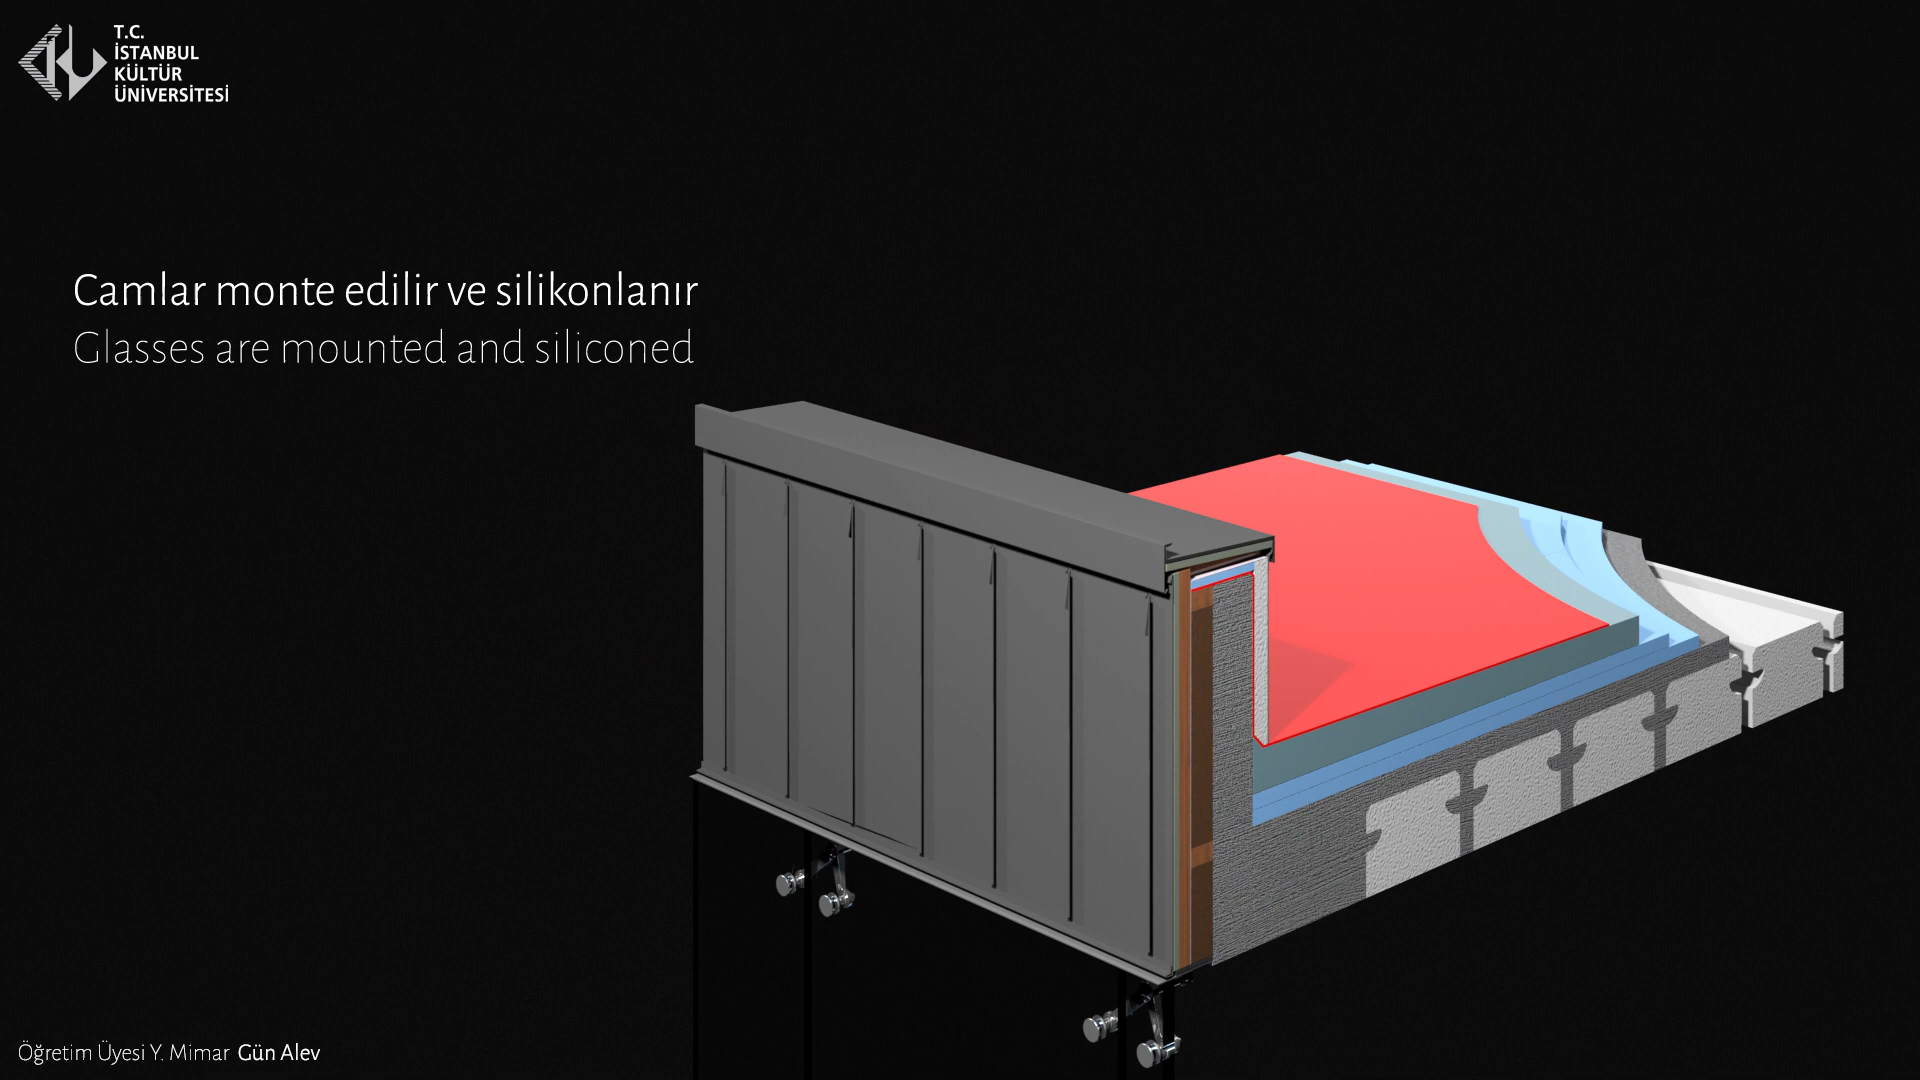 T.C.
İSTANBUL
KÜLTÜR
ÜNİVERSİTESİ
Camlar monte edilir ve silikonlanır
Glasses are mounted and siliconed
Öğretim Üyesi Y. Mimar Gün Alev